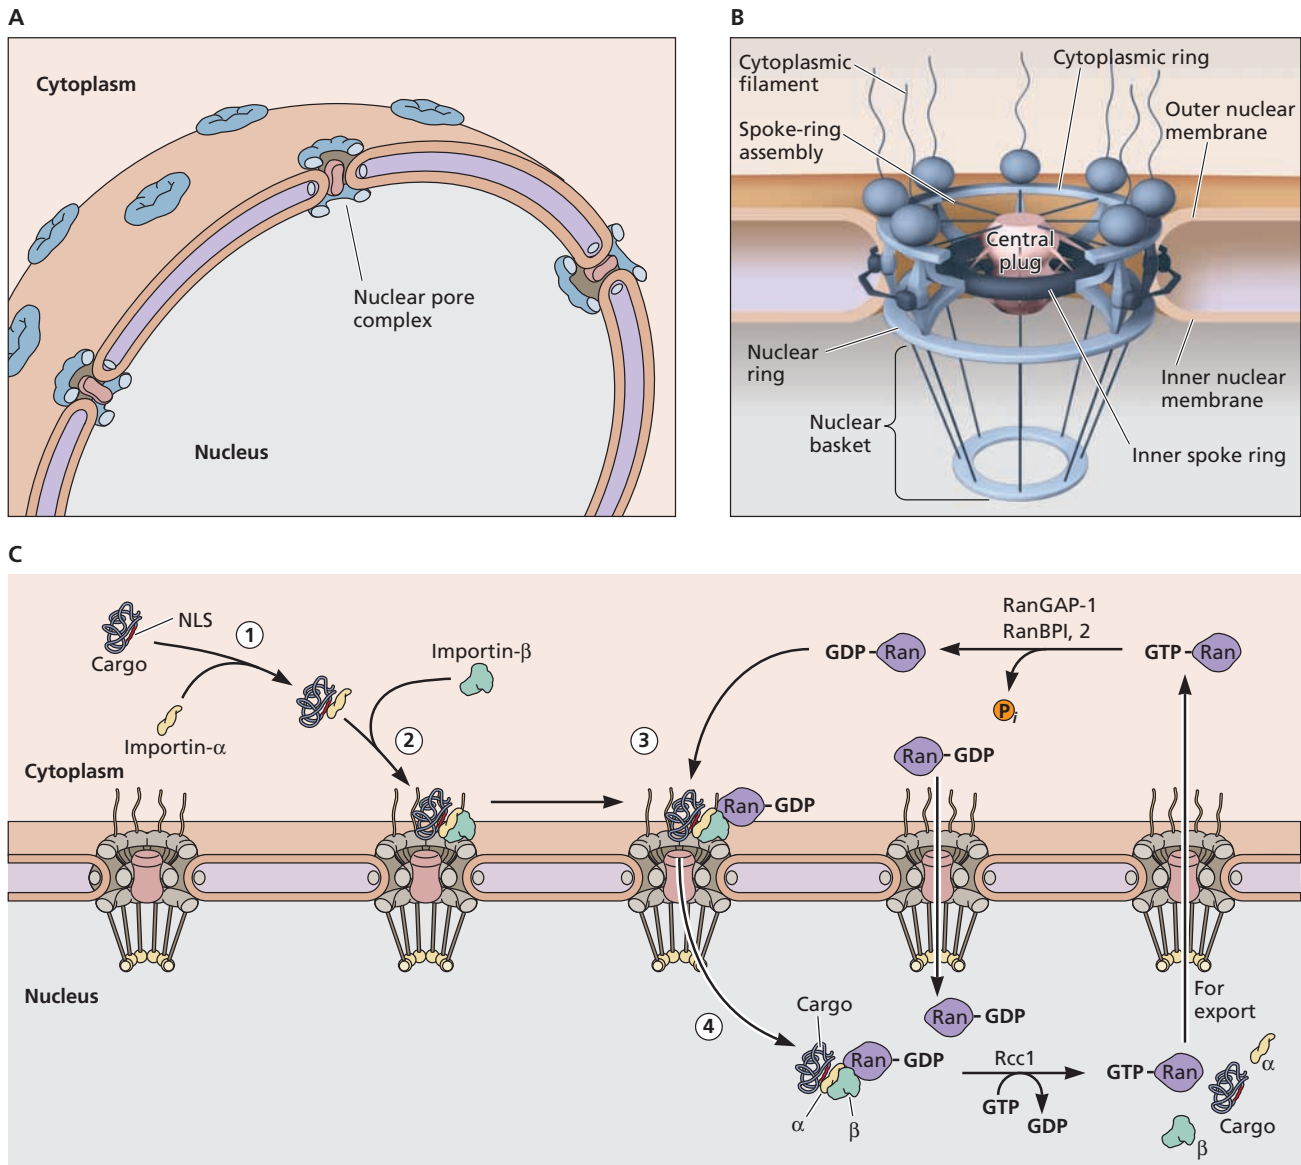 A
Cytoplasm
Nuclear pore
complex
Nucleus
B
Cytoplasmic
filament
Cytoplasmic ring
Spoke-ring
assembly
Outer nuclear
membrane
Central
plug
Nuclear
ring
Inner nuclear
membrane
Nuclear
basket
Inner spoke ring
C
NLS
Cargo
1
Importin-α
Importin-β
2
Cytoplasm
3
GDP-Ran
RanGAP-1
RanBPI, 2
GTP-Ran
Pi
Ran-GDP
Ran-GDP
Nucleus
4
Cargo
Ran-GDP
α
β
Ran-GDP
Rcc1
GTP
GDP
For
export
GTP-Ran
α
Cargo
β